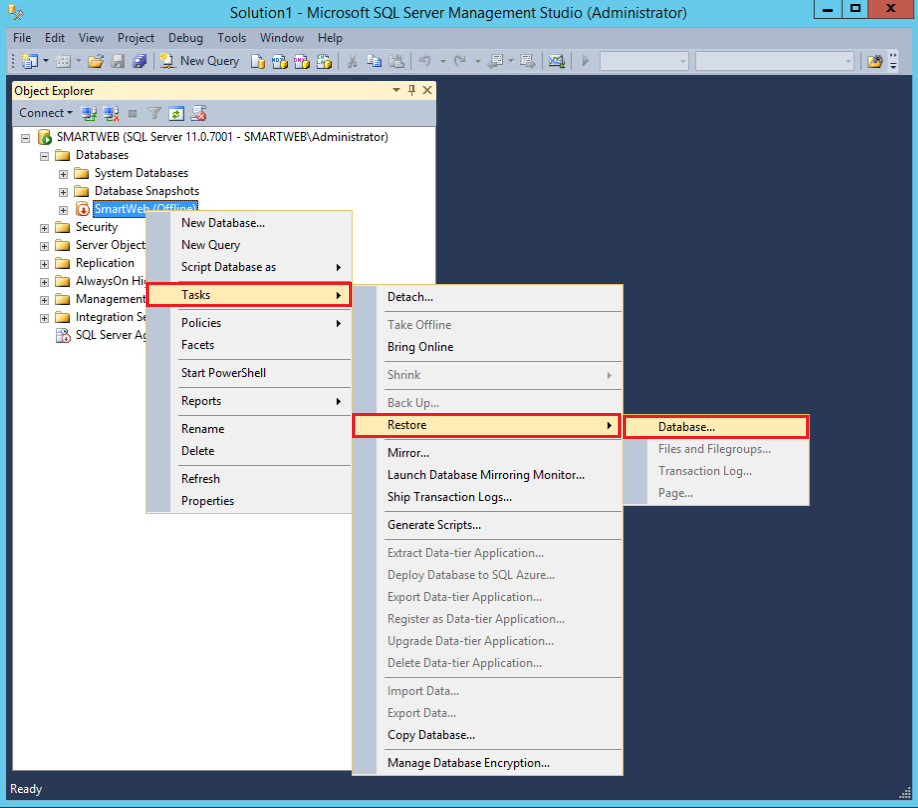 Solution1 - Microsoft SQL Server Management Studio (Administrator)
File Edit View Project Debug Tools Window Help
New Query
Object Explorer
Connect
SMARTWEB (SQL Server 11.0.7001 - SMARTWEB\Administrator)
Databases
System Databases
Database Snapshots
SmartWeb (Offline)
Security
Server Object
Replication
AlwaysOn Hi
Management
Integration Se
SQL Server Ag
New Database...
New Query
Script Database as
Tasks
Policies
Facets
Start PowerShell
Reports
Rename
Delete
Refresh
Properties
Detach...
Take Offline
Bring Online
Shrink
Back Up...
Restore
Mirror...
Launch Database Mirroring Monitor...
Ship Transaction Logs...
Generate Scripts...
Extract Data-tier Application...
Deploy Database to SQL Azure...
Export Data-tier Application...
Register as Data-tier Application...
Upgrade Data-tier Application...
Delete Data-tier Application...
Import Data...
Export Data...
Copy Database...
Manage Database Encryption...
Database...
Files and Filegroups...
Transaction Log...
Page...
Ready